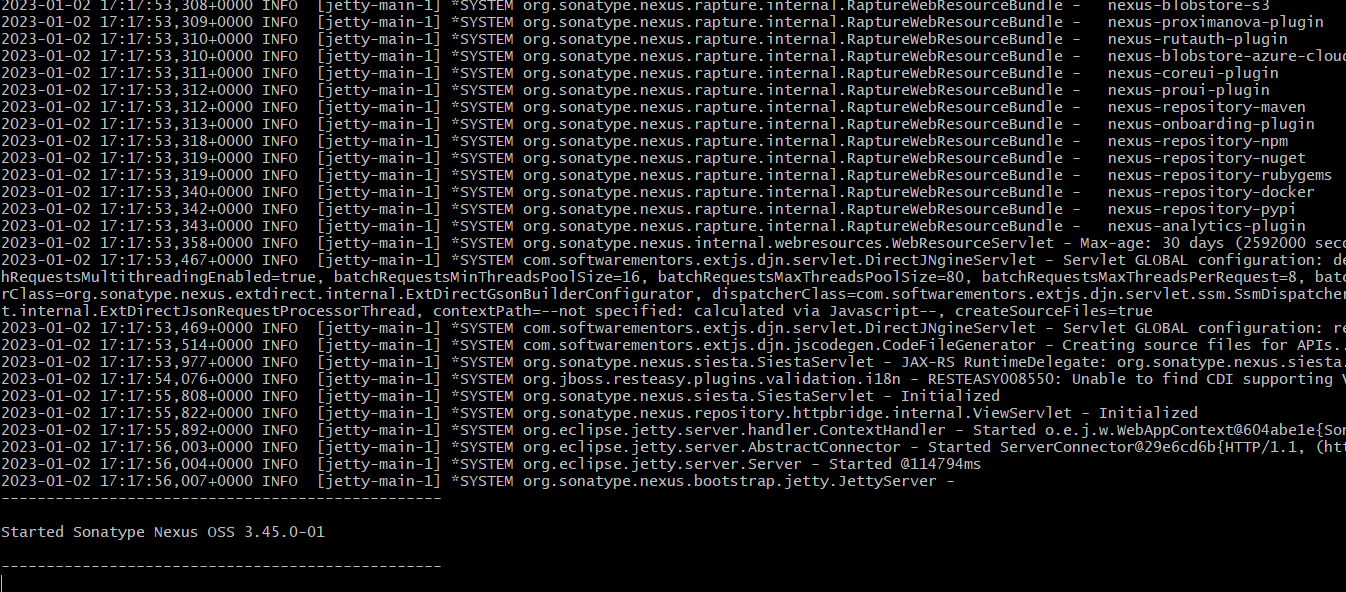 2023-01-02 17:17:53,308+0000 INFO  [jetty-main-1] *SYSTEM org.sonatype.nexus.rapture.internal.RaptureWebResourceBundle -   nexus-blobstore-s3
2023-01-02 17:17:53,309+0000 INFO  [jetty-main-1] *SYSTEM org.sonatype.nexus.rapture.internal.RaptureWebResourceBundle -   nexus-proximanova-plugin
2023-01-02 17:17:53,310+0000 INFO  [jetty-main-1] *SYSTEM org.sonatype.nexus.rapture.internal.RaptureWebResourceBundle -   nexus-rutauth-plugin
2023-01-02 17:17:53,310+0000 INFO  [jetty-main-1] *SYSTEM org.sonatype.nexus.rapture.internal.RaptureWebResourceBundle -   nexus-blobstore-azure-cloud
2023-01-02 17:17:53,311+0000 INFO  [jetty-main-1] *SYSTEM org.sonatype.nexus.rapture.internal.RaptureWebResourceBundle -   nexus-coreui-plugin
2023-01-02 17:17:53,312+0000 INFO  [jetty-main-1] *SYSTEM org.sonatype.nexus.rapture.internal.RaptureWebResourceBundle -   nexus-proui-plugin
2023-01-02 17:17:53,312+0000 INFO  [jetty-main-1] *SYSTEM org.sonatype.nexus.rapture.internal.RaptureWebResourceBundle -   nexus-repository-maven
2023-01-02 17:17:53,313+0000 INFO  [jetty-main-1] *SYSTEM org.sonatype.nexus.rapture.internal.RaptureWebResourceBundle -   nexus-onboarding-plugin
2023-01-02 17:17:53,318+0000 INFO  [jetty-main-1] *SYSTEM org.sonatype.nexus.rapture.internal.RaptureWebResourceBundle -   nexus-repository-npm
2023-01-02 17:17:53,319+0000 INFO  [jetty-main-1] *SYSTEM org.sonatype.nexus.rapture.internal.RaptureWebResourceBundle -   nexus-repository-nuget
2023-01-02 17:17:53,319+0000 INFO  [jetty-main-1] *SYSTEM org.sonatype.nexus.rapture.internal.RaptureWebResourceBundle -   nexus-repository-rubygems
2023-01-02 17:17:53,340+0000 INFO  [jetty-main-1] *SYSTEM org.sonatype.nexus.rapture.internal.RaptureWebResourceBundle -   nexus-repository-docker
2023-01-02 17:17:53,342+0000 INFO  [jetty-main-1] *SYSTEM org.sonatype.nexus.rapture.internal.RaptureWebResourceBundle -   nexus-repository-pypi
2023-01-02 17:17:53,343+0000 INFO  [jetty-main-1] *SYSTEM org.sonatype.nexus.rapture.internal.RaptureWebResourceBundle -   nexus-analytics-plugin
2023-01-02 17:17:53,358+0000 INFO  [jetty-main-1] *SYSTEM org.sonatype.nexus.internal.webresources.WebResourceServlet - Max-age: 30 days (2592000 seco
2023-01-02 17:17:53,467+0000 INFO  [jetty-main-1] *SYSTEM com.softwarementors.extjs.djn.servlet.DirectJNgineServlet - Servlet GLOBAL configuration: de
hRequestsMultithreadingEnabled=true, batchRequestsMinThreadsPoolSize=16, batchRequestsMaxThreadsPoolSize=80, batchRequestsMaxThreadsPerRequest=8, batc
rClass=org.sonatype.nexus.extdirect.internal.ExtDirectGsonBuilderConfigurator, dispatcherClass=com.softwarementors.extjs.djn.servlet.ssm.SsmDispatcher
t.internal.ExtDirectJsonRequestProcessorThread, contextPath=--not specified: calculated via Javascript--, createSourceFiles=true
2023-01-02 17:17:53,469+0000 INFO  [jetty-main-1] *SYSTEM com.softwarementors.extjs.djn.servlet.DirectJNgineServlet - Servlet GLOBAL configuration: re
2023-01-02 17:17:53,514+0000 INFO  [jetty-main-1] *SYSTEM com.softwarementors.extjs.djn.jscodegen.CodeFileGenerator - Creating source files for APIs..
2023-01-02 17:17:53,977+0000 INFO  [jetty-main-1] *SYSTEM org.sonatype.nexus.siesta.SiestaServlet - JAX-RS RuntimeDelegate: org.sonatype.nexus.siesta.
2023-01-02 17:17:54,076+0000 INFO  [jetty-main-1] *SYSTEM org.jboss.resteasy.plugins.validation.i18n - RESTEASY008550: Unable to find CDI supporting V
2023-01-02 17:17:55,808+0000 INFO  [jetty-main-1] *SYSTEM org.sonatype.nexus.siesta.SiestaServlet - Initialized
2023-01-02 17:17:55,822+0000 INFO  [jetty-main-1] *SYSTEM org.sonatype.nexus.repository.httpbridge.internal.ViewServlet - Initialized
2023-01-02 17:17:55,892+0000 INFO  [jetty-main-1] *SYSTEM org.eclipse.jetty.server.handler.ContextHandler - Started o.e.j.w.WebAppContext@604abe1e{Son
2023-01-02 17:17:56,003+0000 INFO  [jetty-main-1] *SYSTEM org.eclipse.jetty.server.AbstractConnector - Started ServerConnector@29e6cd6b{HTTP/1.1, (htt
2023-01-02 17:17:56,004+0000 INFO  [jetty-main-1] *SYSTEM org.eclipse.jetty.server.Server - Started @114794ms
2023-01-02 17:17:56,007+0000 INFO  [jetty-main-1] *SYSTEM org.sonatype.nexus.bootstrap.jetty.JettyServer -
-------------------------------------------------
Started Sonatype Nexus OSS 3.45.0-01
-------------------------------------------------